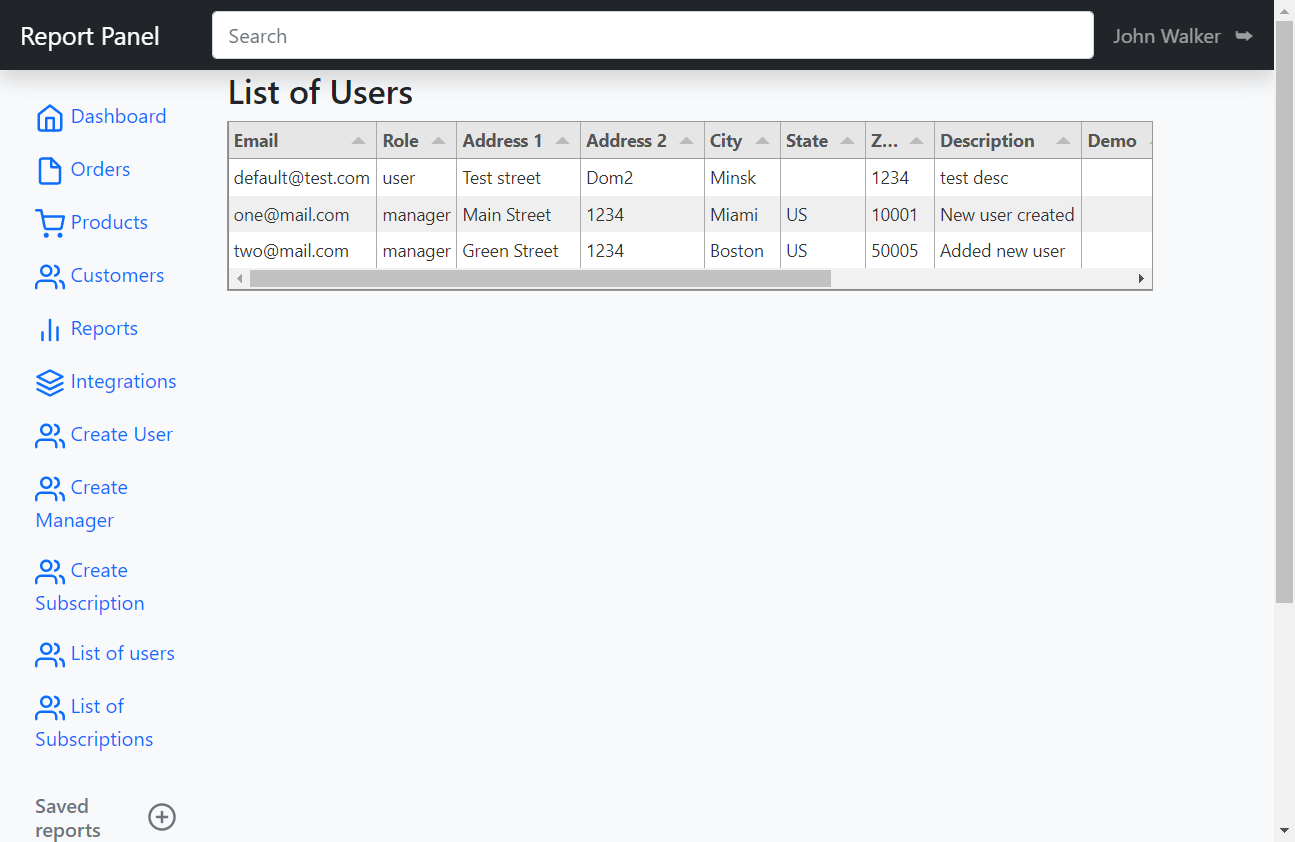 Report Panel
Search
John Walker
Dashboard
Orders
Products
Customers
Reports
Integrations
Create User
Create
Manager
Create
Subscription
List of users
List of
Subscriptions
Saved
reports
List of Users
Email Role Address 1 Address 2 City State Z... Description Demo
default@test.com user Test street Dom2 Minsk 1234 test desc
one@mail.com manager Main Street 1234 Miami US 10001 New user created
two@mail.com manager Green Street 1234 Boston US 50005 Added new user